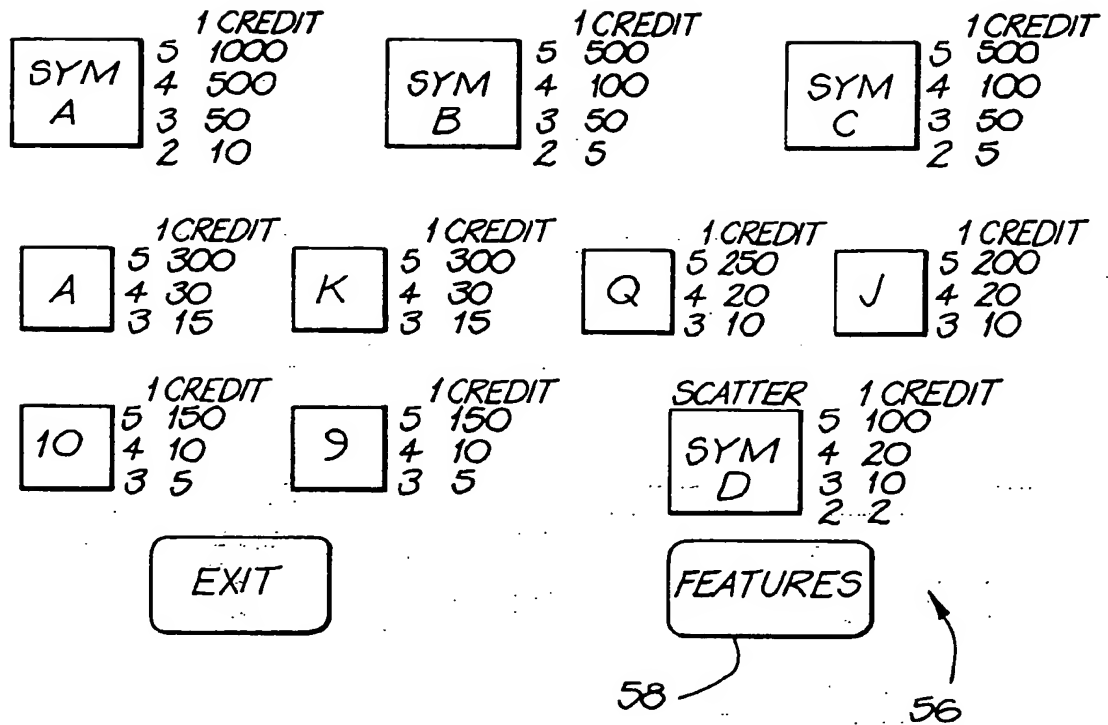 1 CREDIT 1 CREDIT 1 CREDIT
SYM A 5 1000 SYM B 5 500 SYM C 5 500
4 500 4 100 4 100
3 50 3 50 3 50
2 10 2 5 2 5
1 CREDIT 1 CREDIT 1 CREDIT 1 CREDIT
5 300 5 300 5 250 5 200
A 4 30 K 4 30 Q 4 20 J 4 20
3 15 3 15 3 10 3 10
1 CREDIT 1 CREDIT SCATTER 1 CREDIT
5 150 5 150 5 100
10 4 10 9 4 10 SYM D 4 20
3 5 3 5 3 10
2 2
EXIT FEATURES
58 56